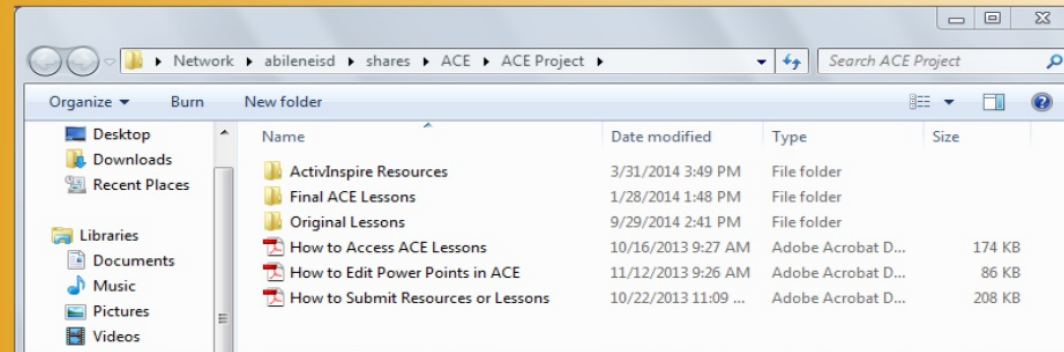 Network ▸ abileneisd ▸ shares ▸ ACE ▸ ACE Project ▸
Search ACE Project
Organize Burn New folder
Desktop
Downloads
Recent Places
Libraries
Documents
Music
Pictures
Videos
Name Date modified Type Size
ActivInspire Resources 3/31/2014 3:49 PM File folder
Final ACE Lessons 1/28/2014 1:48 PM File folder
Original Lessons 9/29/2014 2:41 PM File folder
How to Access ACE Lessons 10/16/2013 9:27 AM Adobe Acrobat D... 174 KB
How to Edit Power Points in ACE 11/12/2013 9:26 AM Adobe Acrobat D... 86 KB
How to Submit Resources or Lessons 10/22/2013 11:09 ... Adobe Acrobat D... 208 KB